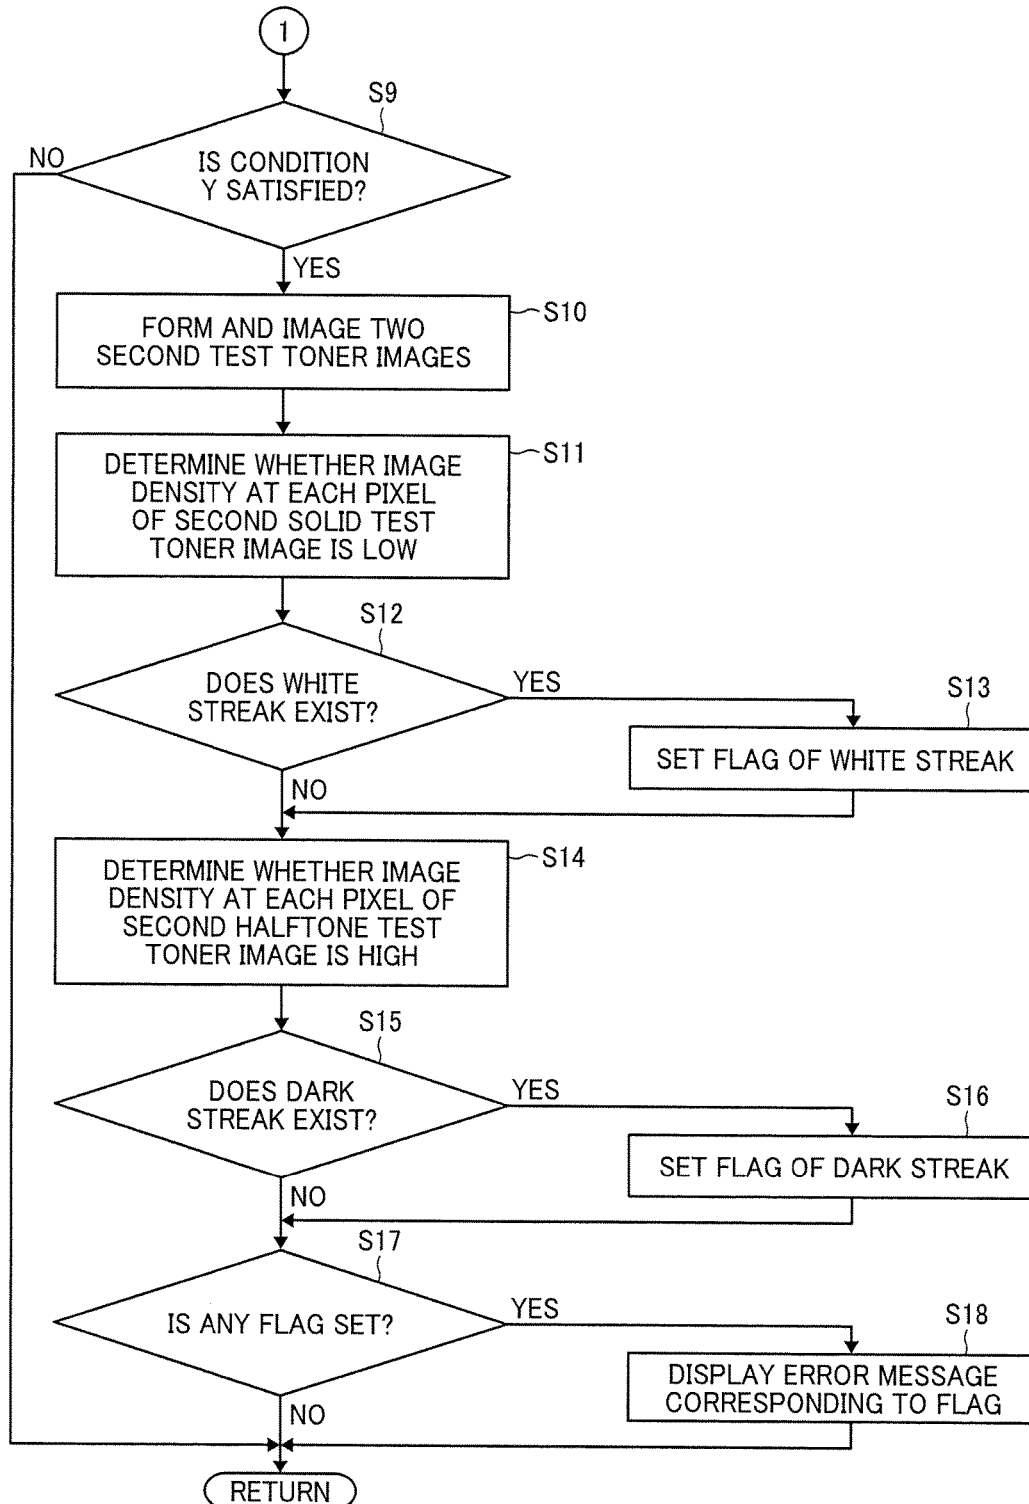 1
S9
NO
IS CONDITION
Y SATISFIED?
YES
S10
FORM AND IMAGE TWO
SECOND TEST TONER IMAGES
S11
DETERMINE WHETHER IMAGE
DENSITY AT EACH PIXEL
OF SECOND SOLID TEST
TONER IMAGE IS LOW
S12
DOES WHITE
STREAK EXIST?
YES
S13
SET FLAG OF WHITE STREAK
NO
S14
DETERMINE WHETHER IMAGE
DENSITY AT EACH PIXEL OF
SECOND HALFTONE TEST
TONER IMAGE IS HIGH
S15
DOES DARK
STREAK EXIST?
YES
S16
SET FLAG OF DARK STREAK
NO
S17
IS ANY FLAG SET?
YES
S18
DISPLAY ERROR MESSAGE
CORRESPONDING TO FLAG
NO
RETURN